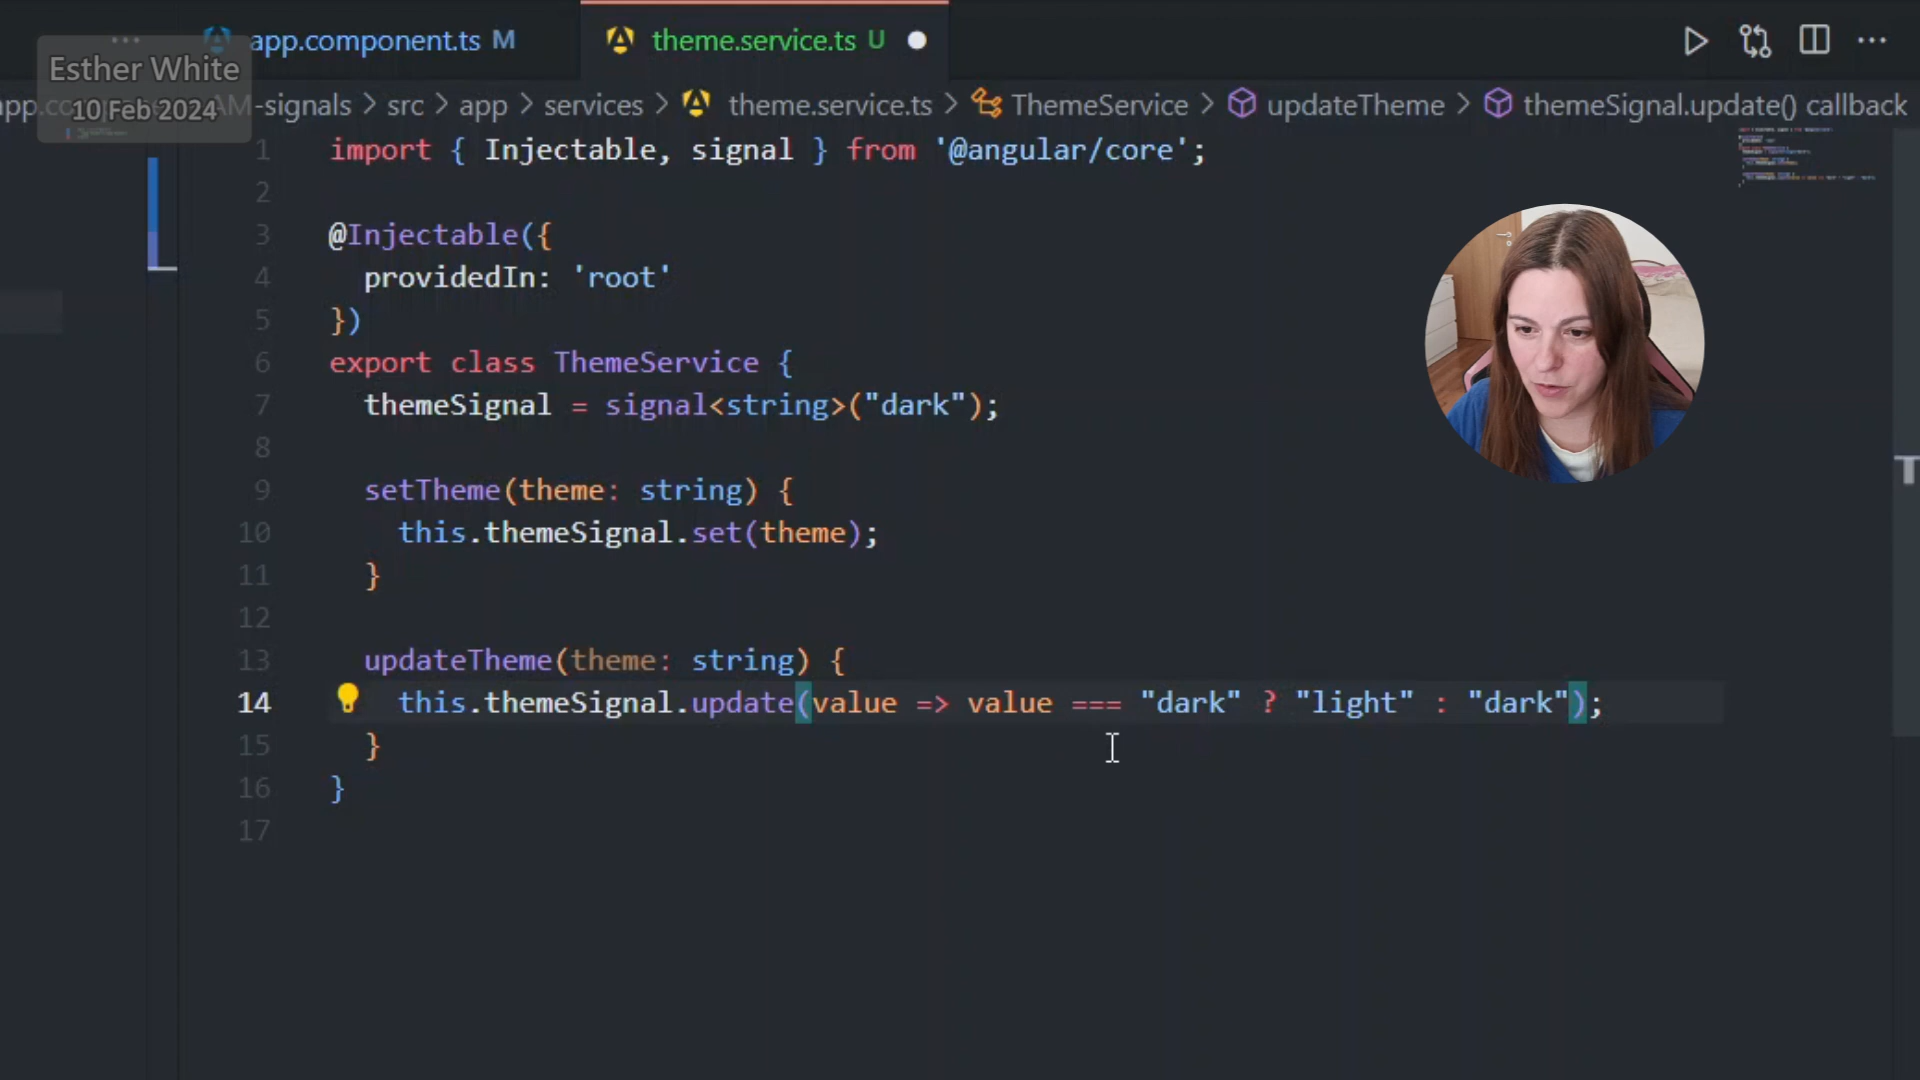 app.component.ts M
theme.service.ts U
Esther White
10 Feb 2024
-signals > src > app > services > theme.service.ts > ThemeService > updateTheme > themeSignal.update() callback
1 import { Injectable, signal } from '@angular/core';
2
3 @Injectable({
4 providedIn: 'root'
5 })
6 export class ThemeService {
7 themeSignal = signal<string>("dark");
8
9 setTheme(theme: string) {
10 this.themeSignal.set(theme);
11 }
12
13 updateTheme(theme: string) {
14 this.themeSignal.update(value => value === "dark" ? "light" : "dark");
15 }
16 }
17
T